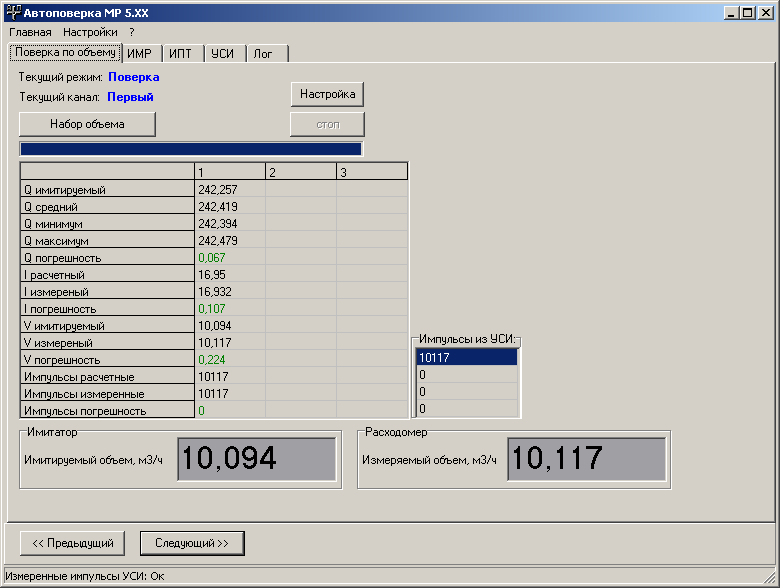 Автоповерка МР 5.XX
Главная Настройки ?
Поверка по объему ИМР ИПТ УСИ Лог
Текущий режим: Поверка
Текущий канал: Первый
Настройка
Набор объема стоп
1 2 3
Q имитируемый 242,257
Q средний 242,419
Q минимум 242,394
Q максимум 242,479
Q погрешность 0,067
I расчетный 16,95
I измереный 16,932
I погрешность 0,107
V имитируемый 10,094
V измереный 10,117
V погрешность 0,224
Импульсы расчетные 10117
Импульсы измеренные 10117
Импульсы погрешность 0
Импульсы из УСИ:
10117
0
0
0
Имитатор
Имитируемый объем, м3/ч 10,094
Расходомер
Измеряемый объем, м3/ч 10,117
<< Предыдущий Следующий >>
Измеренные импульсы УСИ: Ок